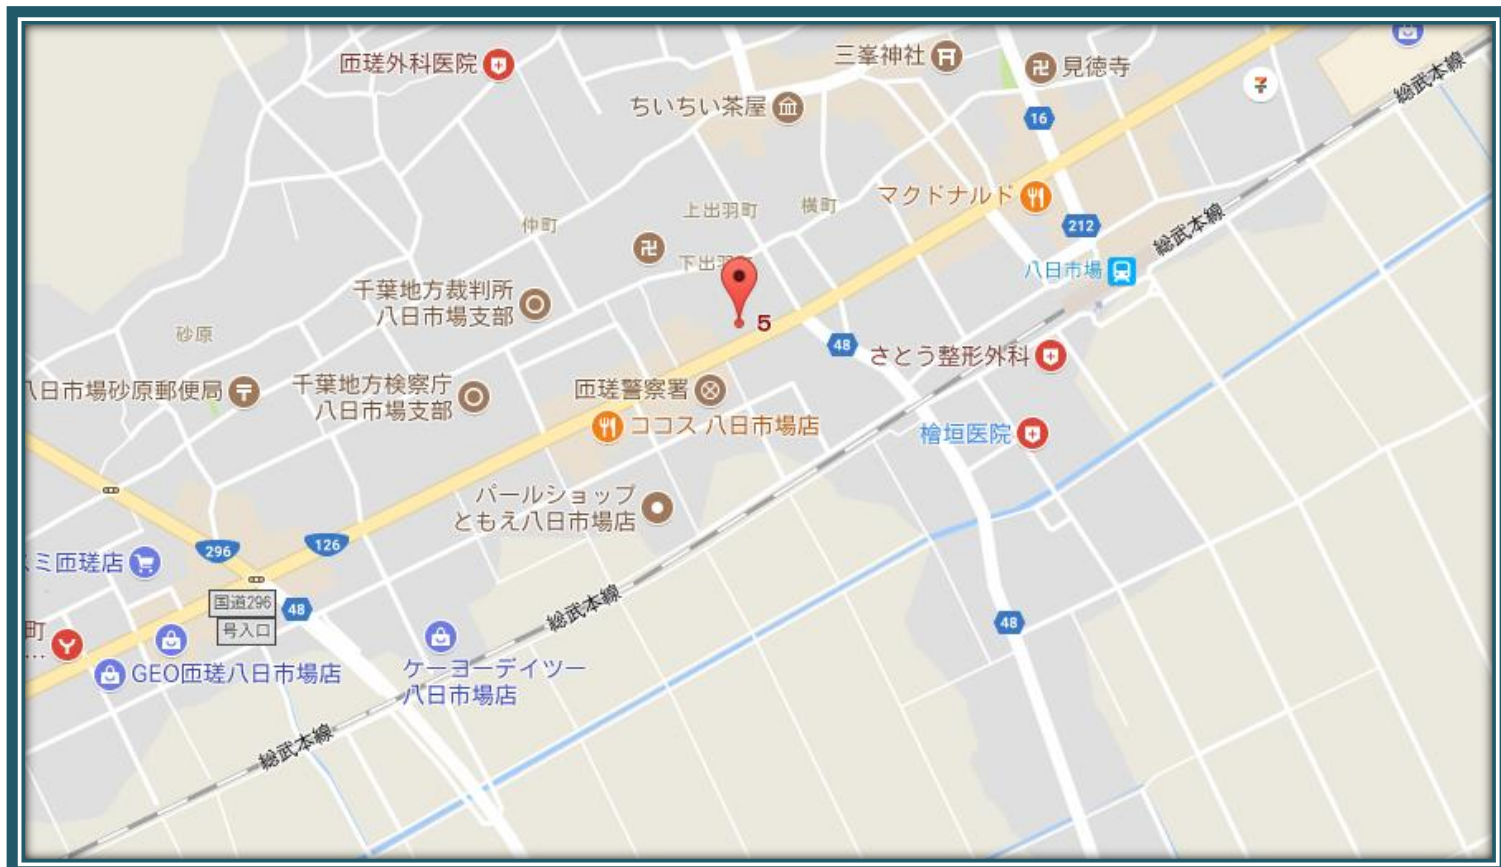 匝瑳外科医院
三峯神社
見徳寺
ちいちい茶屋
16
総武本線
マクドナルド
上出羽町
横町
仲町
212
総武本線
下出羽
八日市場
千葉地方裁判所
八日市場支部
5
砂原
48
さとう整形外科
八日市場砂原郵便局
千葉地方検察庁
八日市場支部
匝瑳警察署
ココス 八日市場店
檜垣医院
パールショップ
ともえ八日市場店
296
126
ミ匝瑳店
国道296
号入口
48
総武本線
48
町
...
GEO匝瑳八日市場店
ケーヨーデイツー
八日市場店
総武本線